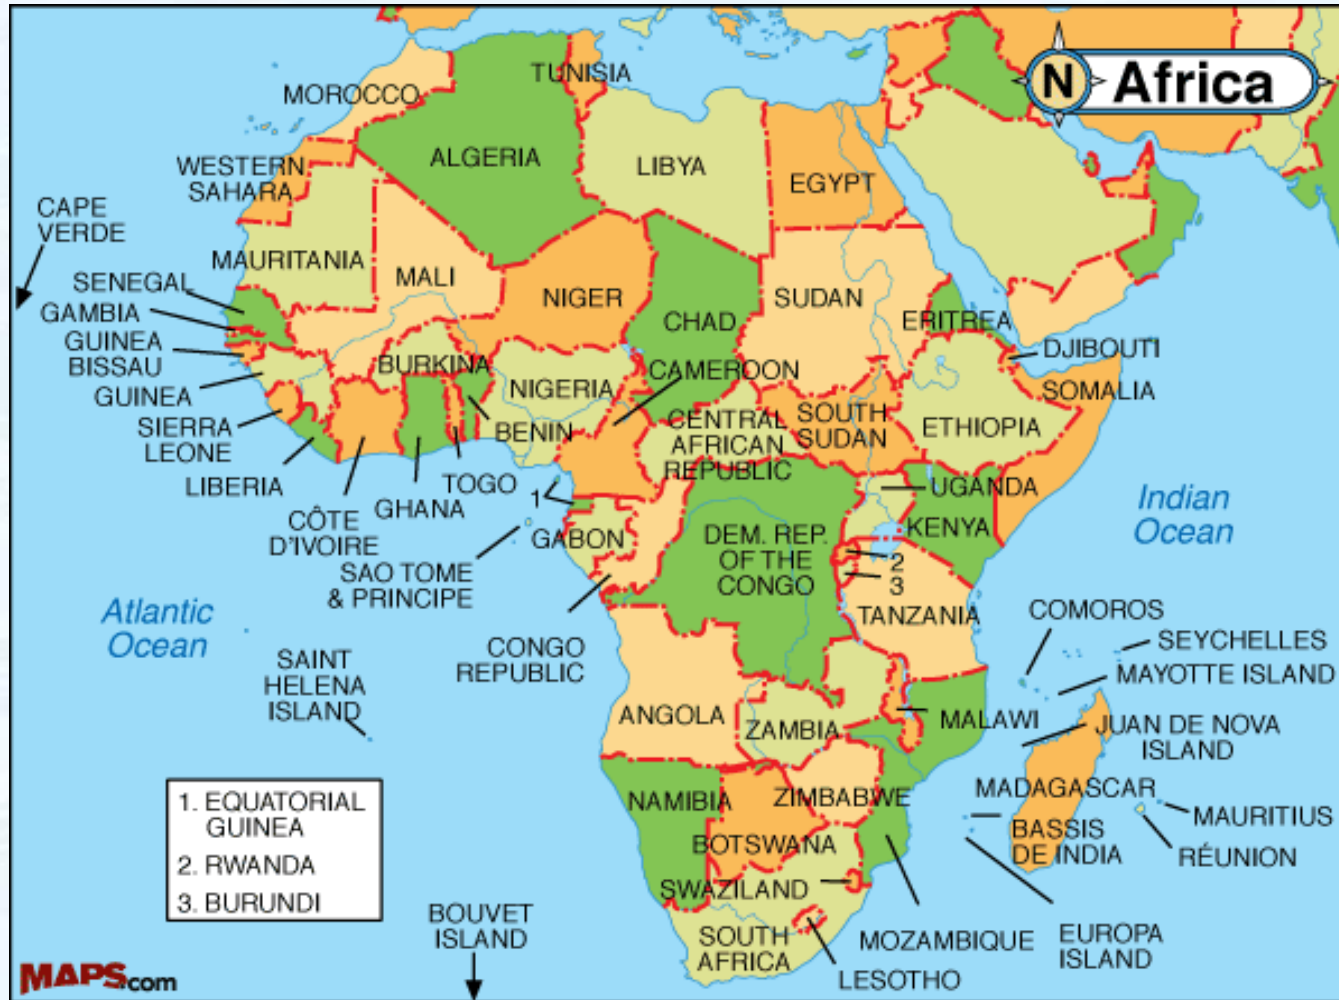 N Africa
MOROCCO
TUNISIA
ALGERIA
LIBYA
EGYPT
WESTERN
SAHARA
CAPE
VERDE
MAURITANIA
MALI
NIGER
CHAD
SUDAN
ERITREA
SENEGAL
GAMBIA
GUINEA
BISSAU
GUINEA
SIERRA
LEONE
LIBERIA
CÔTE
D'IVOIRE
GHANA
TOGO
BURKINA
BENIN
NIGERIA
CAMEROON
CENTRAL
AFRICAN
REPUBLIC
SOUTH
SUDAN
DJIBOUTI
SOMALIA
ETHIOPIA
UGANDA
KENYA
Indian
Ocean
1
GABON
SAO TOME
& PRINCIPE
CONGO
REPUBLIC
DEM. REP.
OF THE
CONGO
2
3
TANZANIA
Atlantic
Ocean
SAINT
HELENA
ISLAND
COMOROS
SEYCHELLES
MAYOTTE ISLAND
JUAN DE NOVA
ISLAND
ANGOLA
ZAMBIA
MALAWI
MADAGASCAR
MAURITIUS
RÉUNION
BASSIS
DE INDIA
EUROPA
ISLAND
NAMIBIA
ZIMBABWE
BOTSWANA
SWAZILAND
SOUTH
AFRICA
MOZAMBIQUE
LESOTHO
BOUVET
ISLAND
1. EQUATORIAL
GUINEA
2. RWANDA
3. BURUNDI
MAPS.com